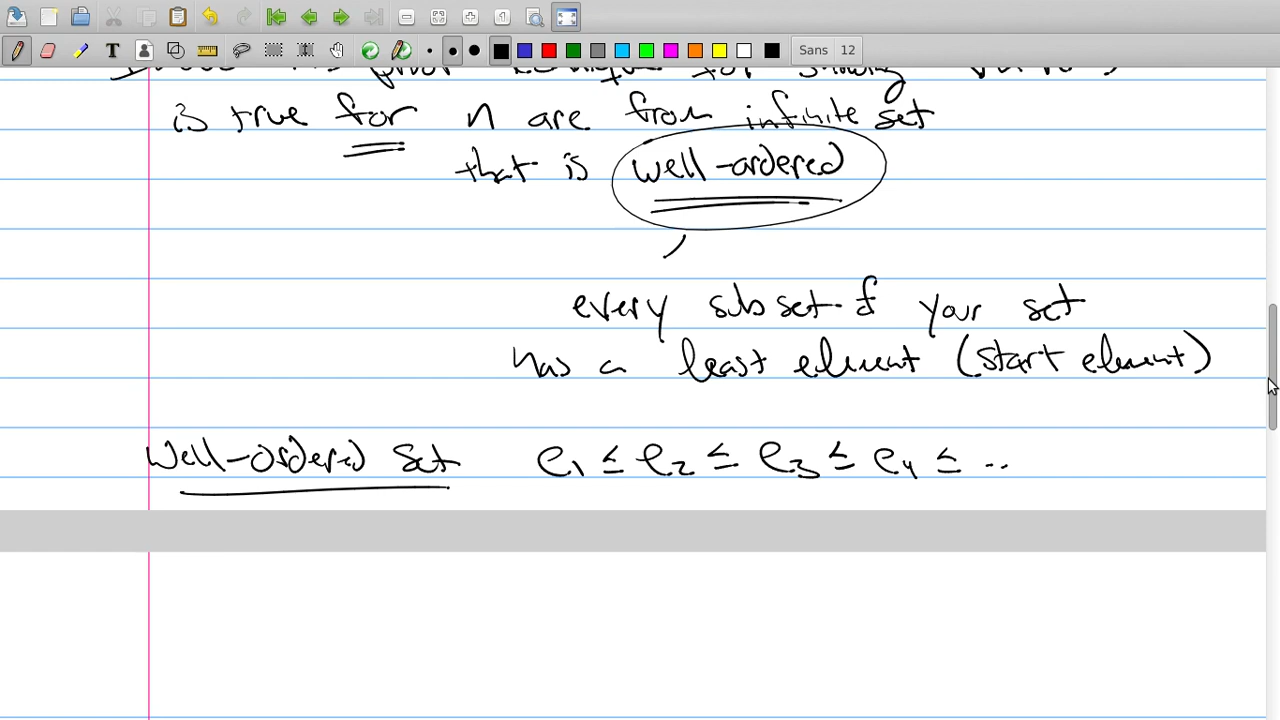 Sans 12
is true for n are from infinite set
that is well-ordered
every subset of your set
has a least element (start element)
Well-ordered Set e1 ≤ e2 ≤ e3 ≤ e4 ≤ ..